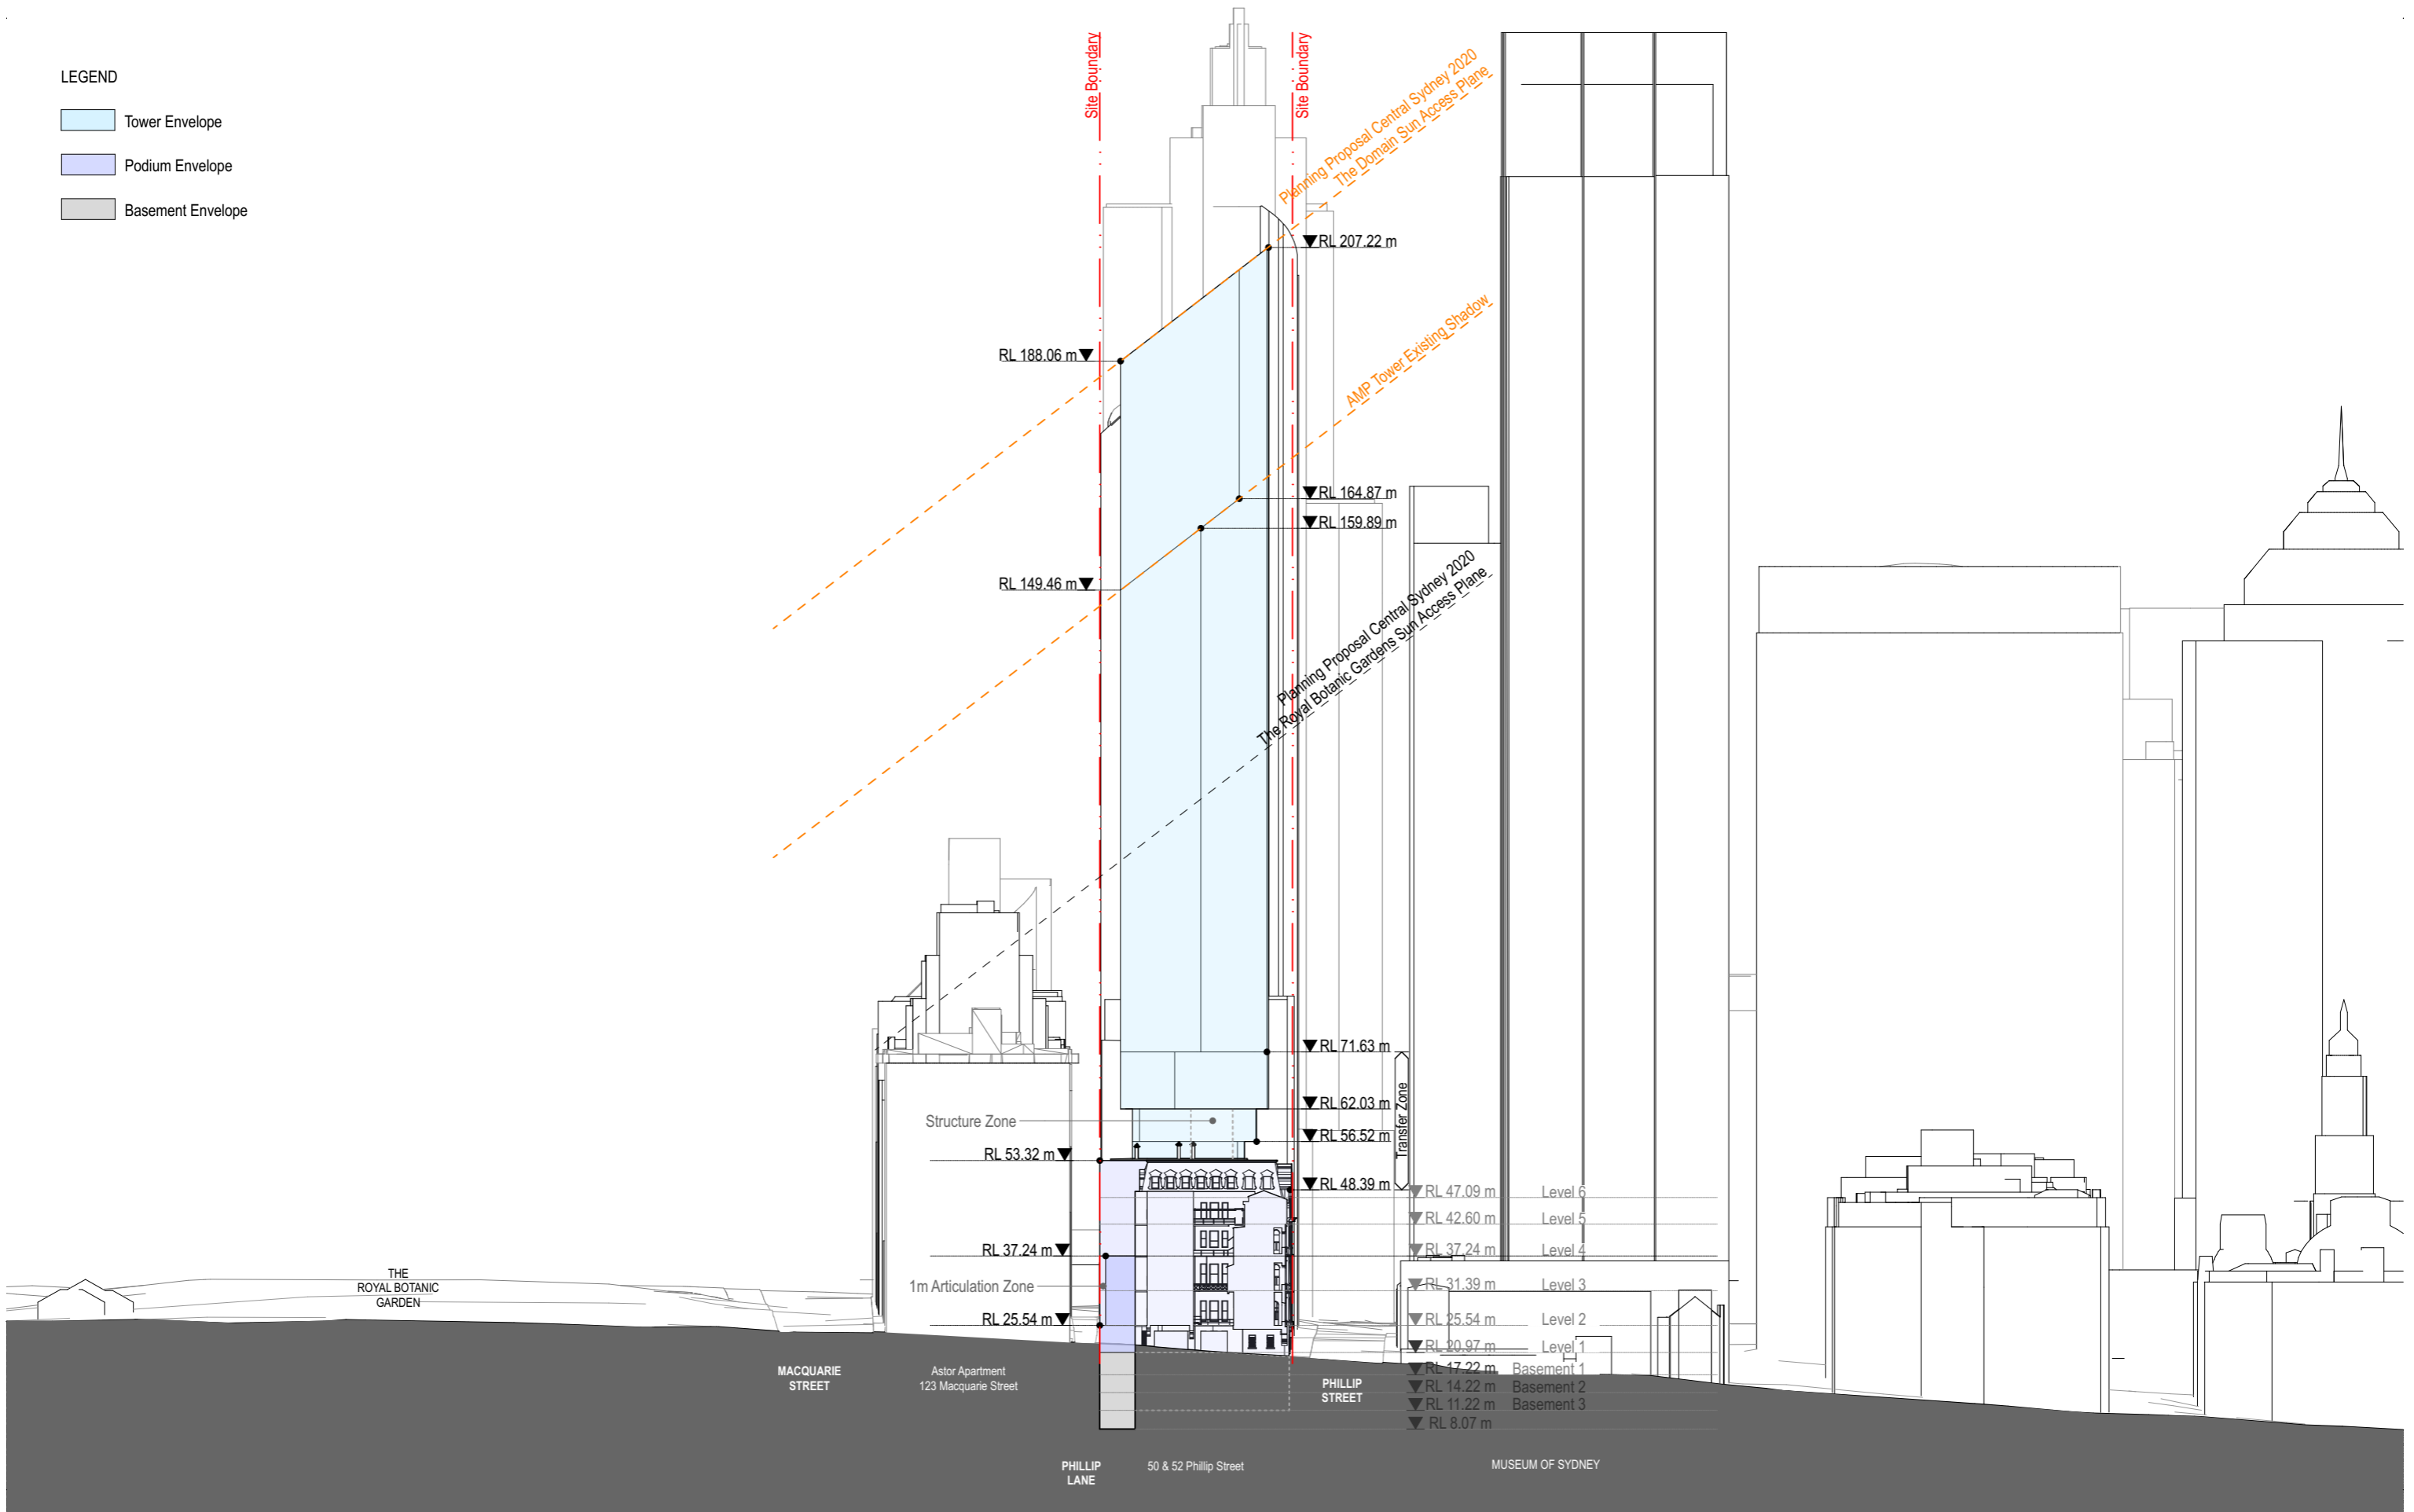 LEGEND
Tower Envelope
Podium Envelope
Basement Envelope
Site Boundary
Site Boundary
Planning Proposal Central Sydney 2020
The Domain Sun Access Plane
RL 207.22 m
RL 188.06 m
AMP Tower Existing Shadow
RL 164.87 m
RL 159.89 m
RL 149.46 m
Planning Proposal Central Sydney 2020
The Royal Botanic Gardens Sun Access Plane
RL 71.63 m
RL 62.03 m
Transfer Zone
Structure Zone
RL 56.52 m
RL 53.32 m
RL 48.39 m
RL 47.09 m Level 6
RL 42.60 m Level 5
RL 37.24 m
RL 37.24 m Level 4
1m Articulation Zone
RL 31.39 m Level 3
RL 25.54 m
RL 25.54 m Level 2
RL 20.97 m Level 1
RL 17.22 m Basement 1
RL 14.22 m Basement 2
RL 11.22 m Basement 3
RL 8.07 m
THE
ROYAL BOTANIC
GARDEN
MACQUARIE
STREET
Astor Apartment
123 Macquarie Street
PHILLIP
STREET
PHILLIP
LANE
50 & 52 Phillip Street
MUSEUM OF SYDNEY